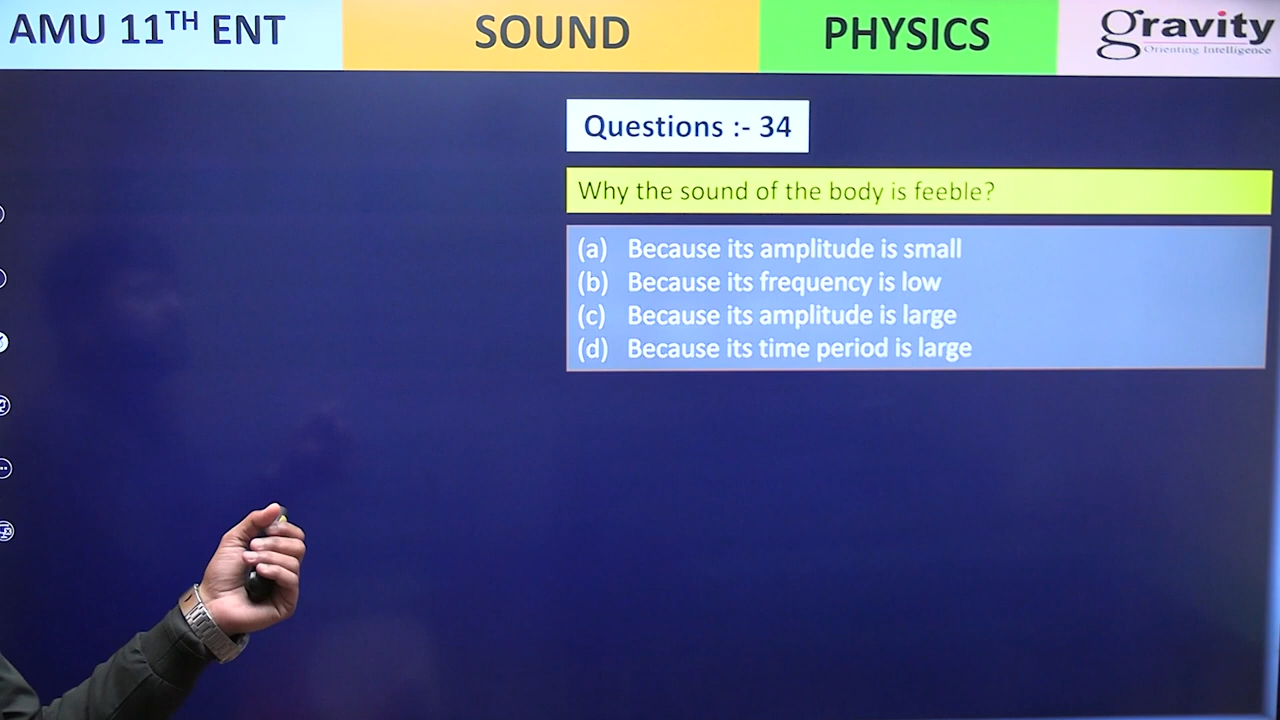 AMU 11TH ENT
SOUND
PHYSICS
gravity
Orienting Intelligence
Questions :- 34
Why the sound of the body is feeble?
(a) Because its amplitude is small
(b) Because its frequency is low
(c) Because its amplitude is large
(d) Because its time period is large